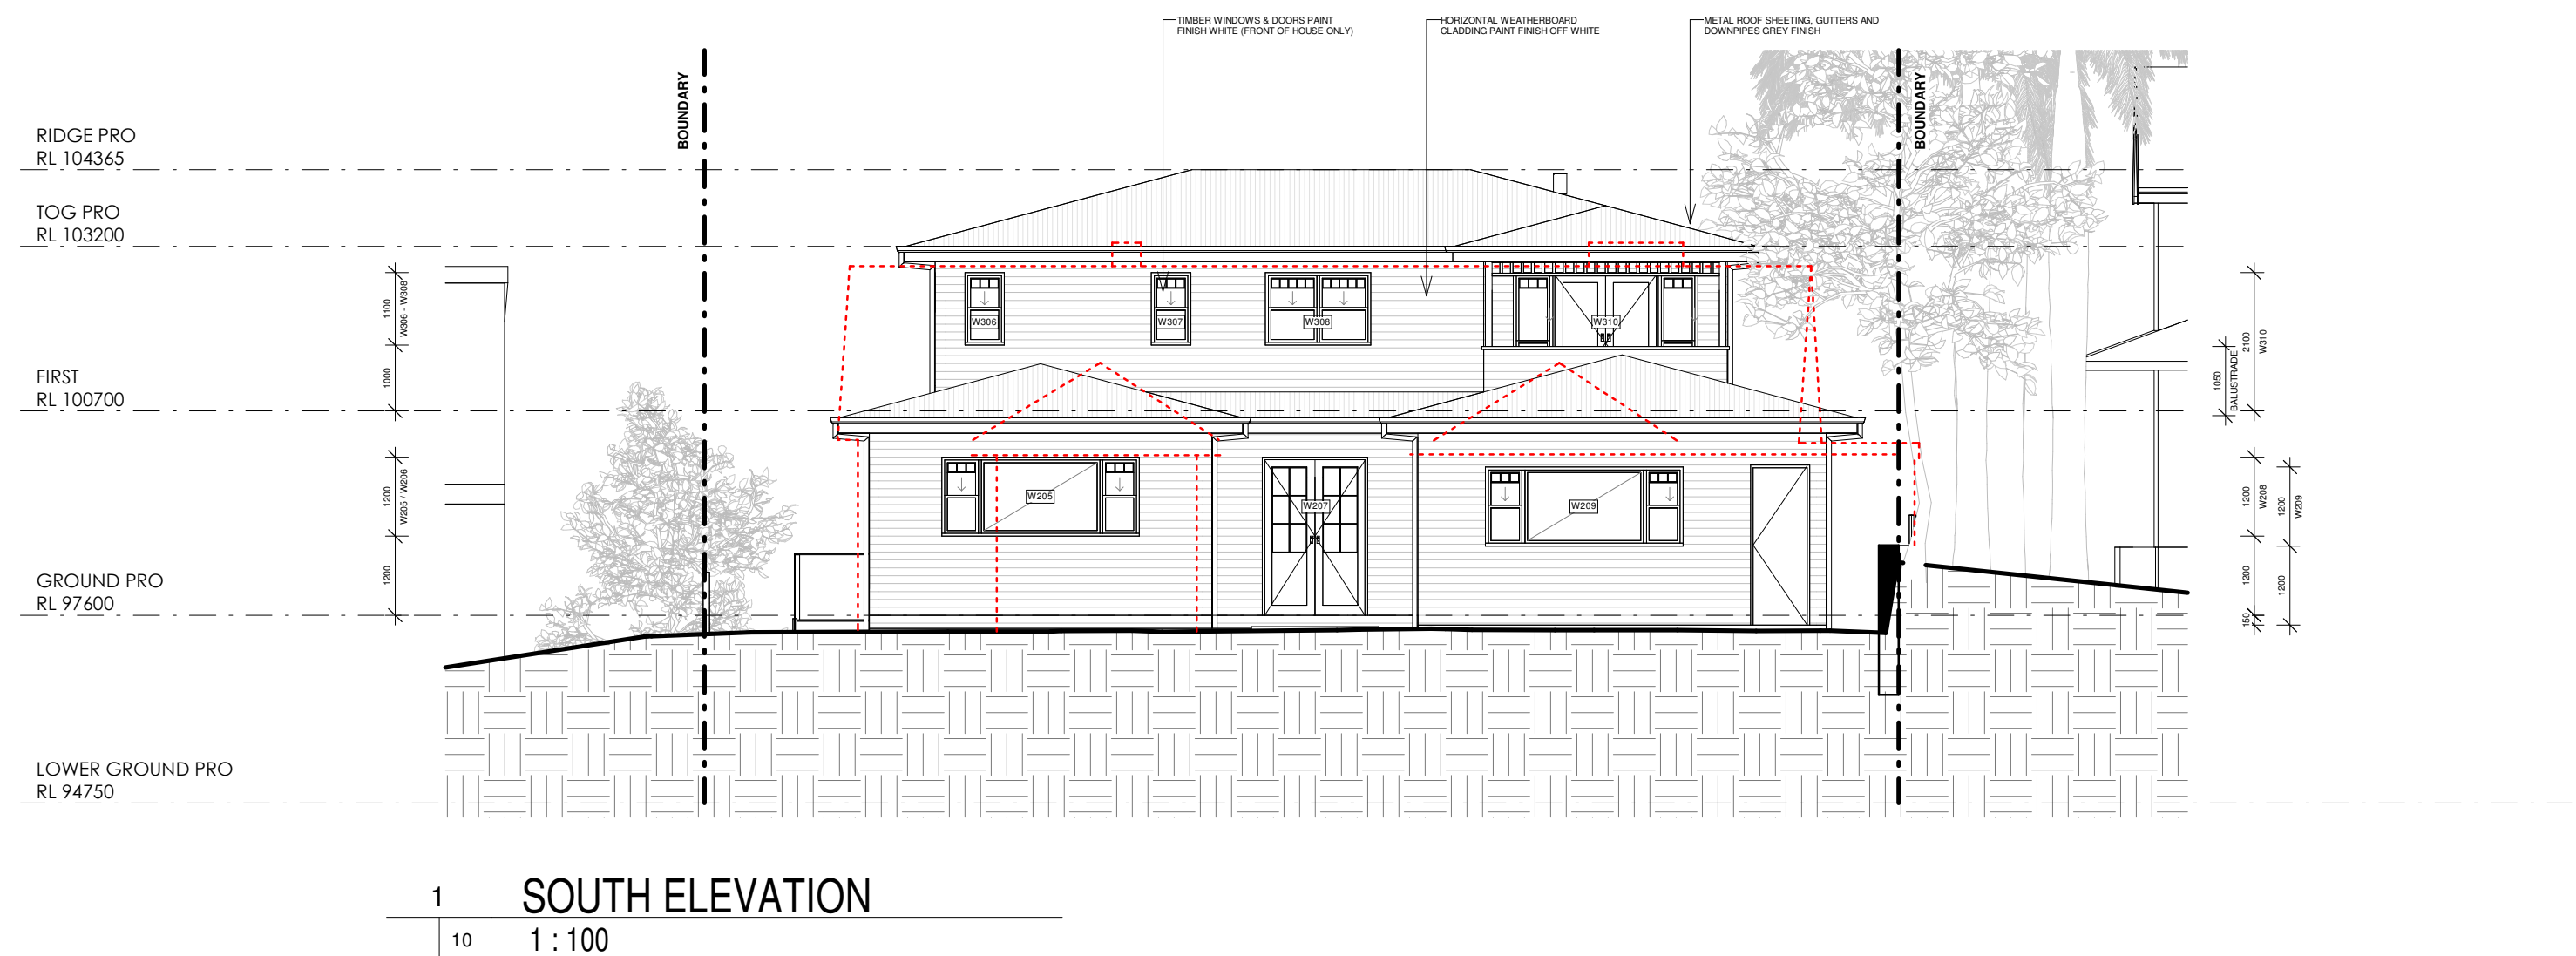 TIMBER WINDOWS & DOORS PAINT
FINISH WHITE (FRONT OF HOUSE ONLY)
HORIZONTAL WEATHERBOARD
CLADDING PAINT FINISH OFF WHITE
METAL ROOF SHEETING, GUTTERS AND
DOWNPIPES GREY FINISH
BOUNDARY
BOUNDARY
RIDGE PRO
RL 104365
TOG PRO
RL 103200
FIRST
RL 100700
GROUND PRO
RL 97600
LOWER GROUND PRO
RL 94750
1100
W306 - W308
1000
1200
W205 / W206
1200
W306
W307
W308
W310
W205
W207
W209
2100
W310
1050
BALUSTRADE
1200
W208
1200
W209
1200
1200
150
1
SOUTH ELEVATION
10
1 : 100